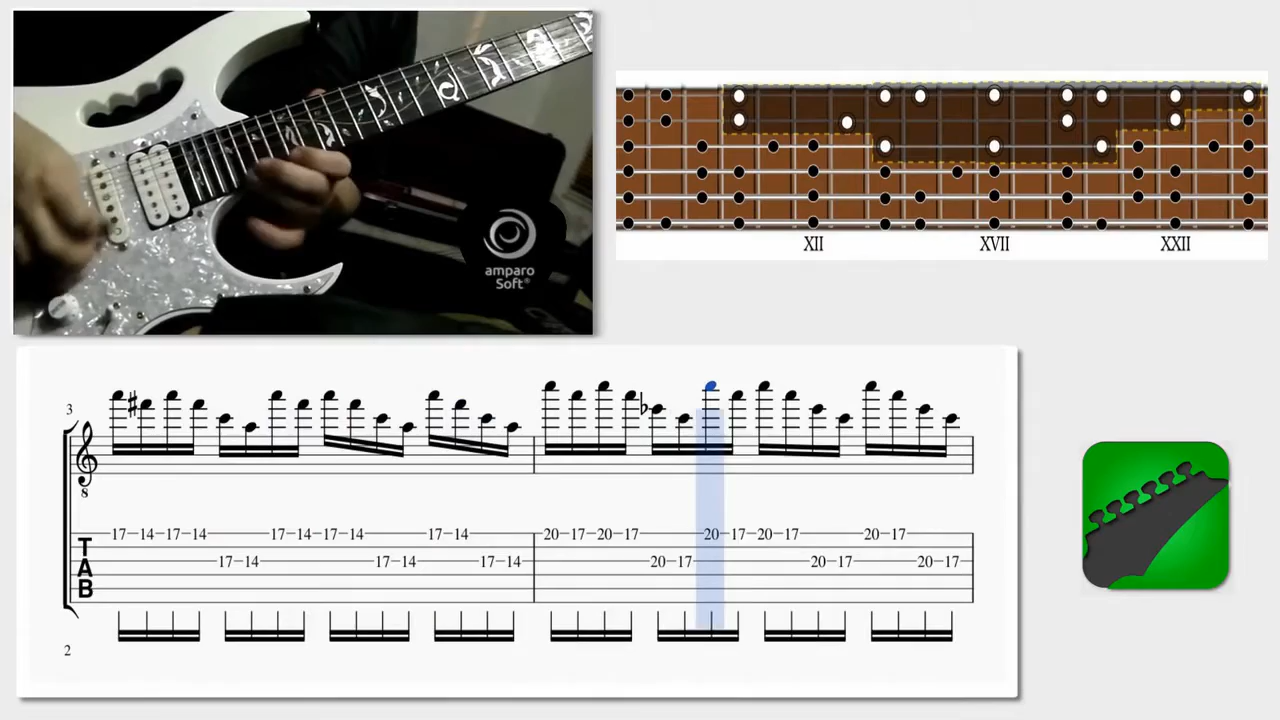 amparo
Soft®
XII XVII XXII
3
8
17 14 17 14 17 14 17 14 17 14 20 17 20 17 20 17 20 17 20 17
T
A
B
17 14 17 14 17 14 20 17 20 17 20 17
2